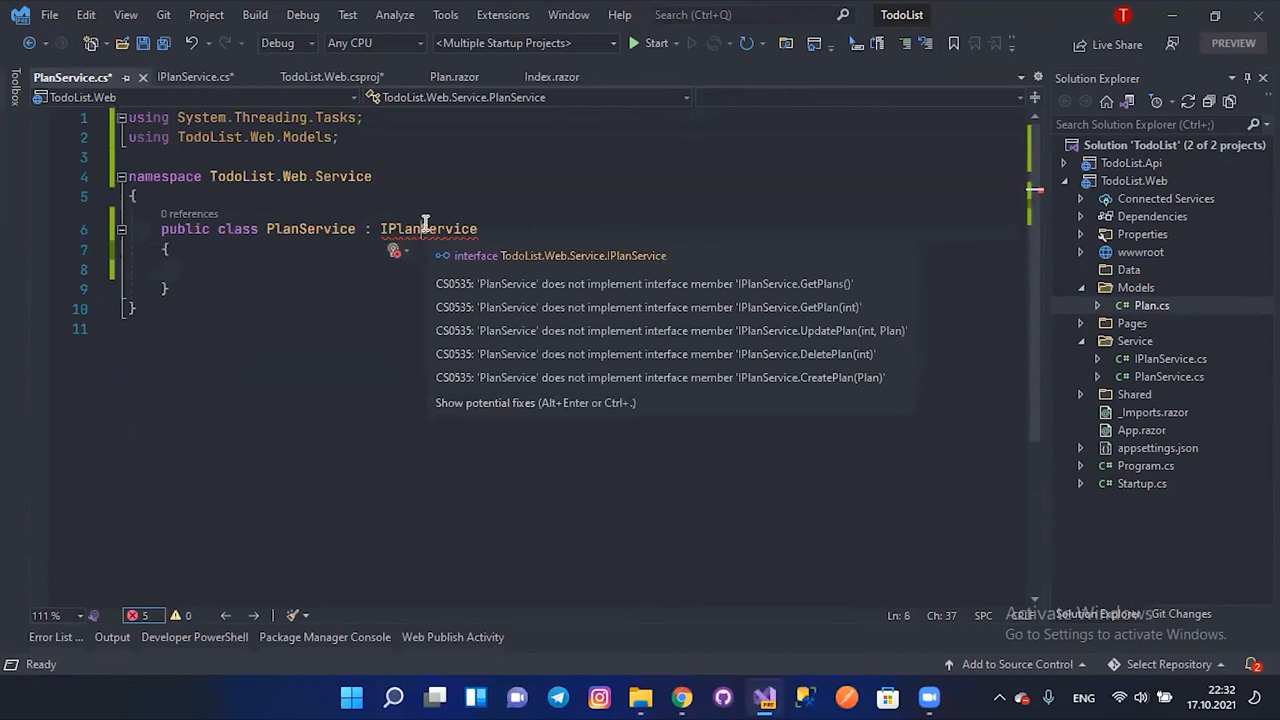 File Edit View Git Project Build Debug Test Analyze Tools Extensions Window Help Search (Ctrl+Q) TodoList T
Debug Any CPU <Multiple Startup Projects> Start Live Share PREVIEW
Toolbox
PlanService.cs* IPlanService.cs* TodoList.Web.csproj* Plan.razor Index.razor
TodoList.Web TodoList.Web.Service.PlanService
1 using System.Threading.Tasks;
2 using TodoList.Web.Models;
3
4 namespace TodoList.Web.Service
5 {
0 references
6 public class PlanService : IPlanService
7 {
8
9 }
10 }
11
interface TodoList.Web.Service.IPlanService
CS0535: 'PlanService' does not implement interface member 'IPlanService.GetPlans()'
CS0535: 'PlanService' does not implement interface member 'IPlanService.GetPlan(int)'
CS0535: 'PlanService' does not implement interface member 'IPlanService.UpdatePlan(int, Plan)'
CS0535: 'PlanService' does not implement interface member 'IPlanService.DeletePlan(int)'
CS0535: 'PlanService' does not implement interface member 'IPlanService.CreatePlan(Plan)'
Show potential fixes (Alt+Enter or Ctrl+.)
Solution Explorer
Search Solution Explorer (Ctrl+;)
Solution 'TodoList' (2 of 2 projects)
TodoList.Api
TodoList.Web
Connected Services
Dependencies
Properties
wwwroot
Data
Models
C# Plan.cs
Pages
Service
C# IPlanService.cs
C# PlanService.cs
Shared
_Imports.razor
App.razor
appsettings.json
C# Program.cs
C# Startup.cs
111 % 5 0 Ln: 6 Ch: 37 SPC CRLF
Solution Explorer Git Changes
Activate Windows
Go to Settings to activate Windows.
Error List ... Output Developer PowerShell Package Manager Console Web Publish Activity
Ready Add to Source Control Select Repository 2
ENG 22:32
17.10.2021